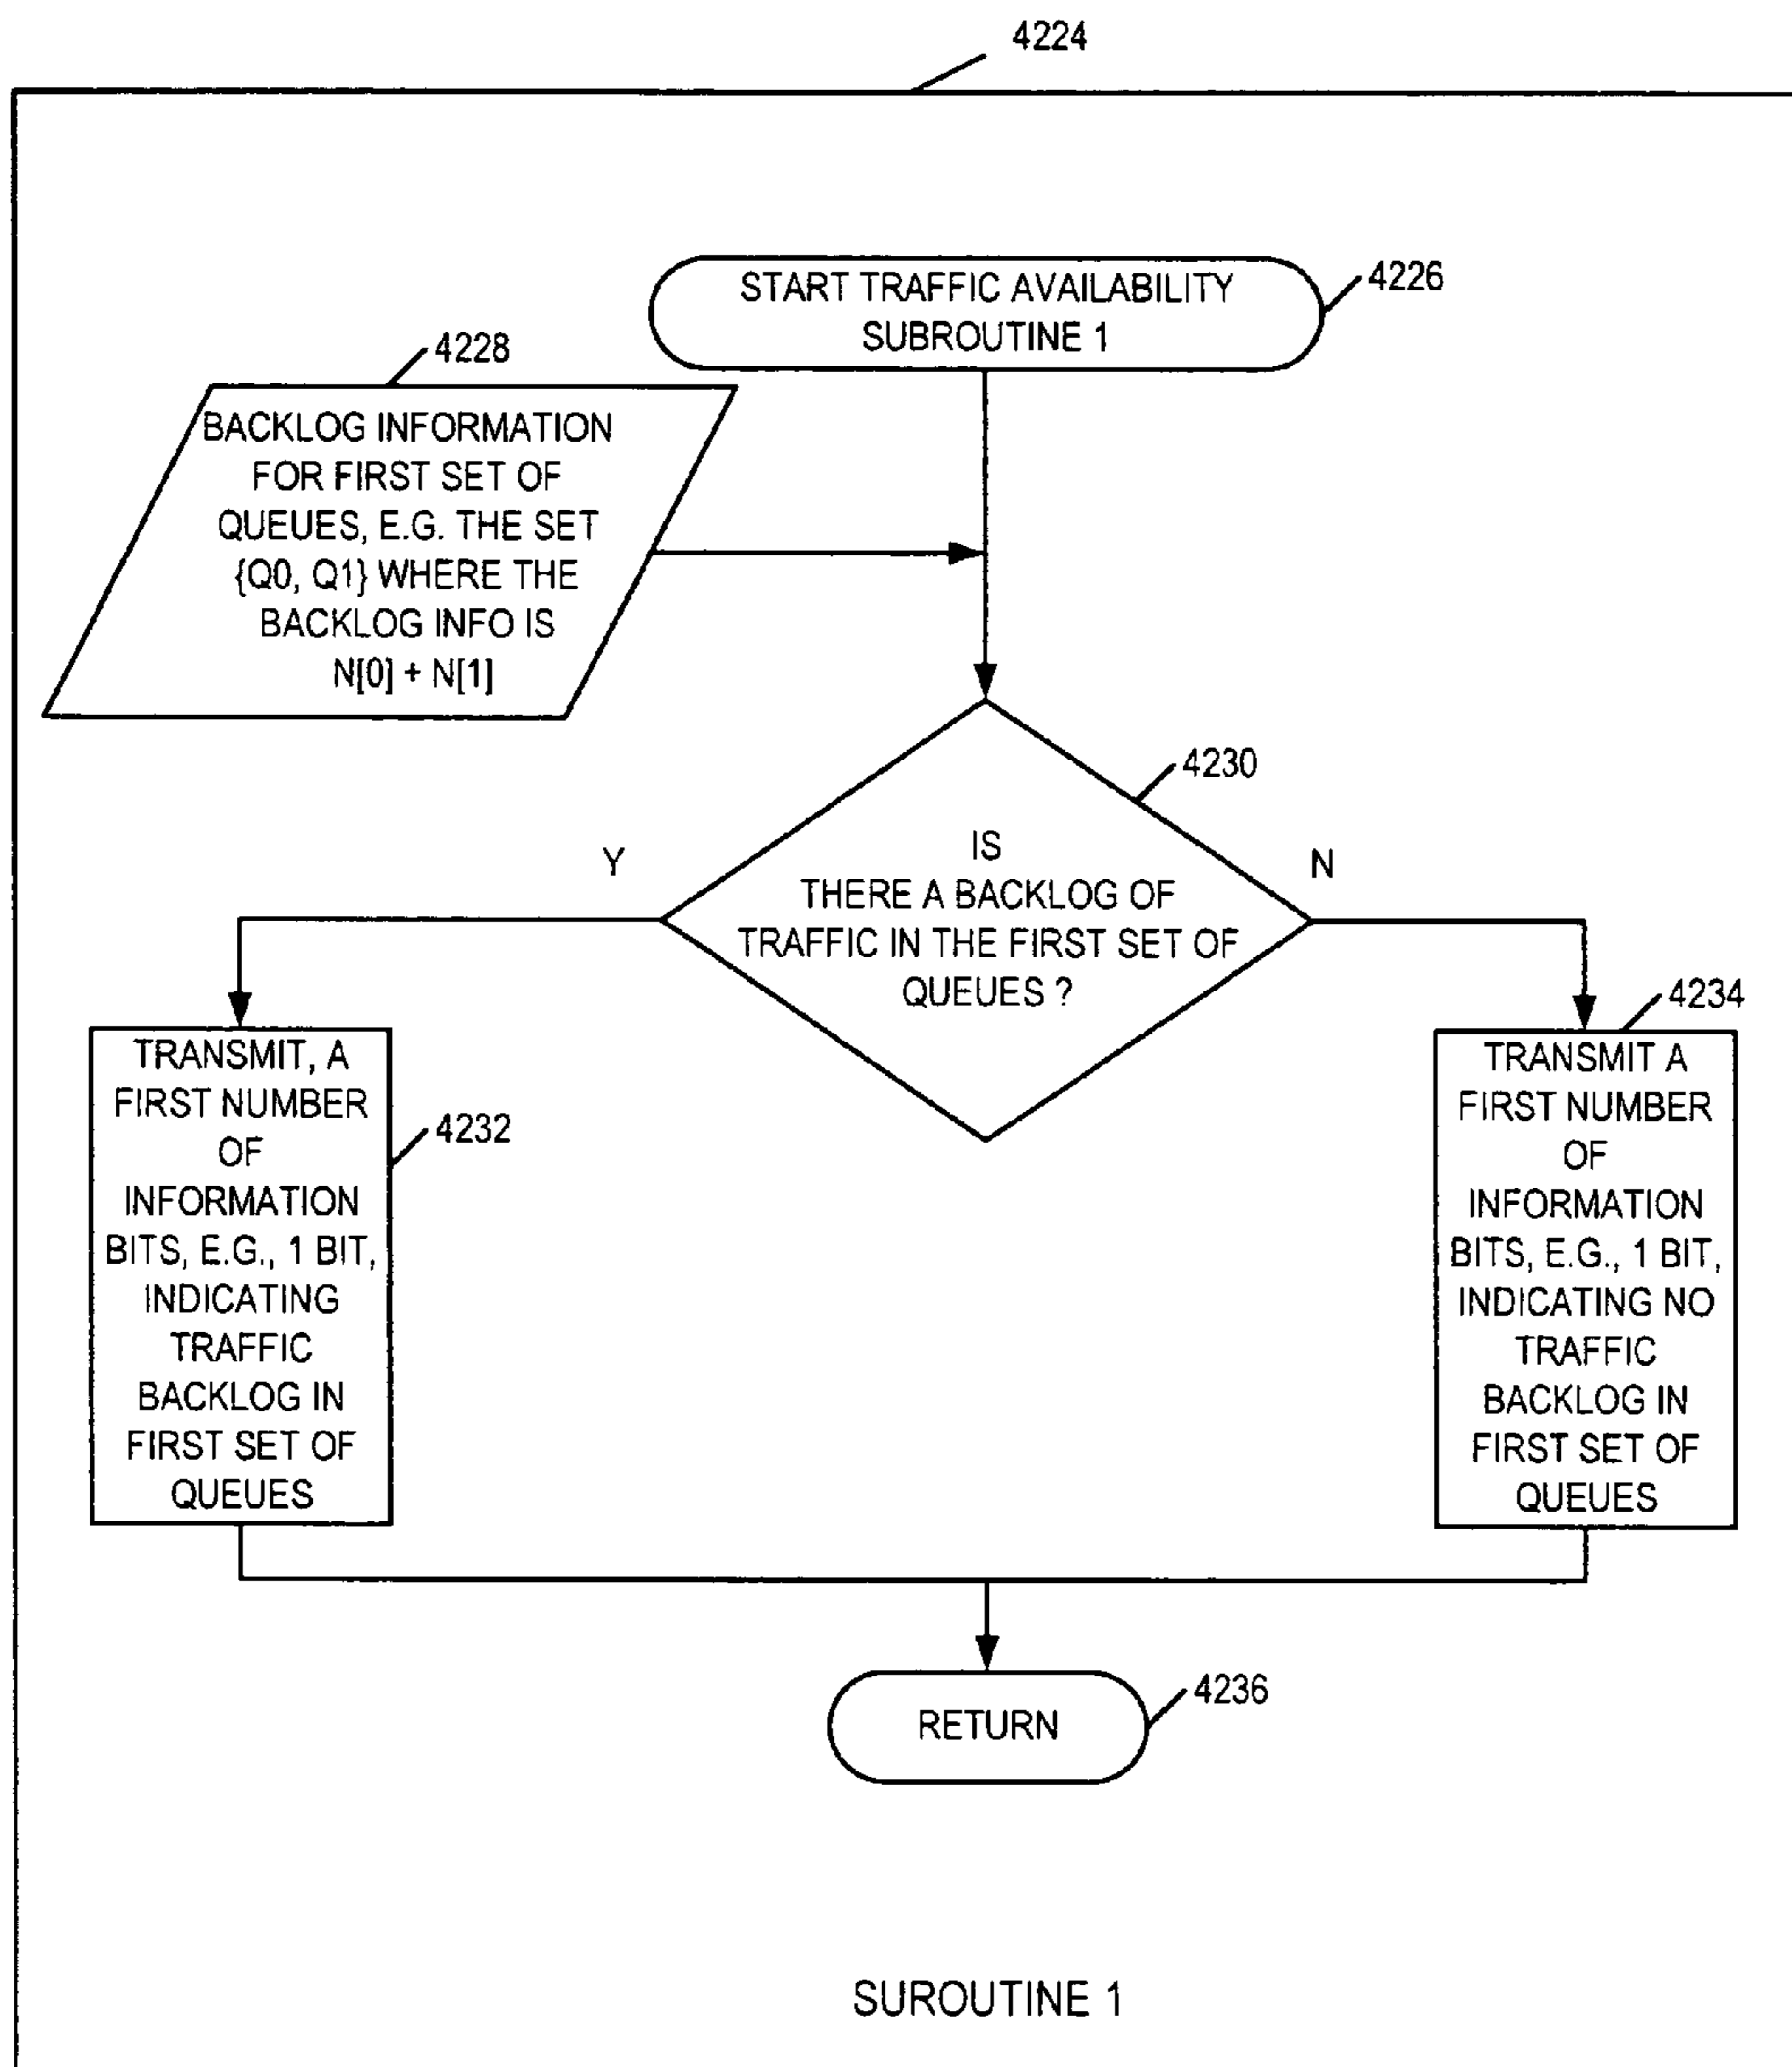 4224
START TRAFFIC AVAILABILITY
SUBROUTINE 1
4226
4228
BACKLOG INFORMATION
FOR FIRST SET OF
QUEUES, E.G. THE SET
{Q0, Q1} WHERE THE
BACKLOG INFO IS
N[0] + N[1]
4230
IS
THERE A BACKLOG OF
TRAFFIC IN THE FIRST SET OF
QUEUES ?
Y
N
4232
TRANSMIT, A
FIRST NUMBER
OF
INFORMATION
BITS, E.G., 1 BIT,
INDICATING
TRAFFIC
BACKLOG IN
FIRST SET OF
QUEUES
4234
TRANSMIT A
FIRST NUMBER
OF
INFORMATION
BITS, E.G., 1 BIT,
INDICATING NO
TRAFFIC
BACKLOG IN
FIRST SET OF
QUEUES
RETURN
4236
SUROUTINE 1